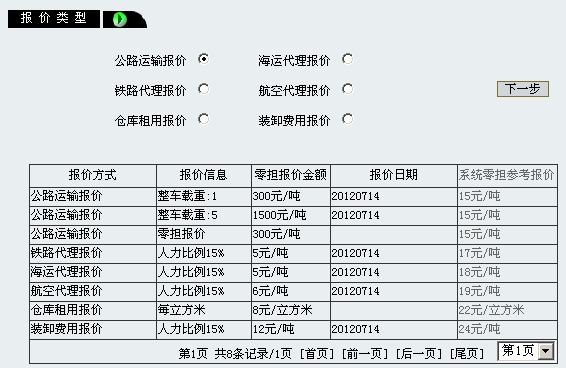 报价类型
公路运输报价 海运代理报价
铁路代理报价 航空代理报价 下一步
仓库租用报价 装卸费用报价
报价方式 报价信息 零担报价金额 报价日期 系统零担参考报价
公路运输报价 整车载重:1 300元/吨 20120714 15元/吨
公路运输报价 整车载重:5 1500元/吨 20120714 15元/吨
公路运输报价 零担报价 300元/吨 15元/吨
铁路代理报价 人力比例15% 5元/吨 20120714 17元/吨
海运代理报价 人力比例15% 5元/吨 20120714 18元/吨
航空代理报价 人力比例15% 6元/吨 20120714 19元/吨
仓库租用报价 每立方米 8元/立方米 22元/立方米
装卸费用报价 人力比例15% 12元/吨 20120714 24元/吨
第1页 共8条记录/1页 [首页] [前一页] [后一页] [尾页] 第1页